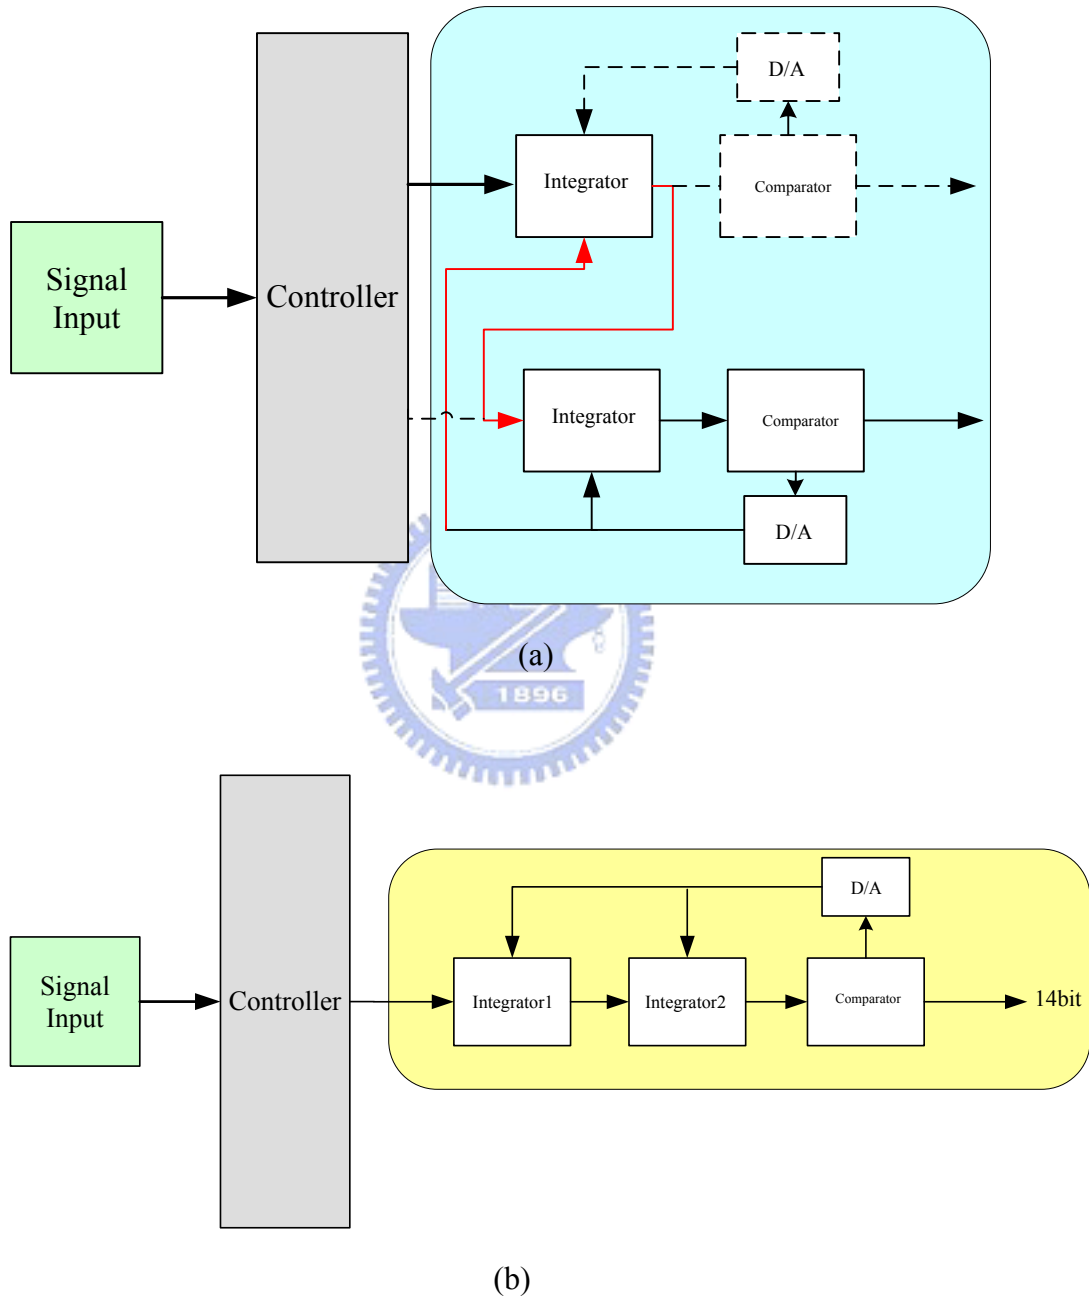 D/A
Integrator
Comparator
Signal
Input
Controller
Integrator
Comparator
D/A
(a)
1896
D/A
Signal
Input
Controller
Integrator1
Integrator2
Comparator
14bit
(b)